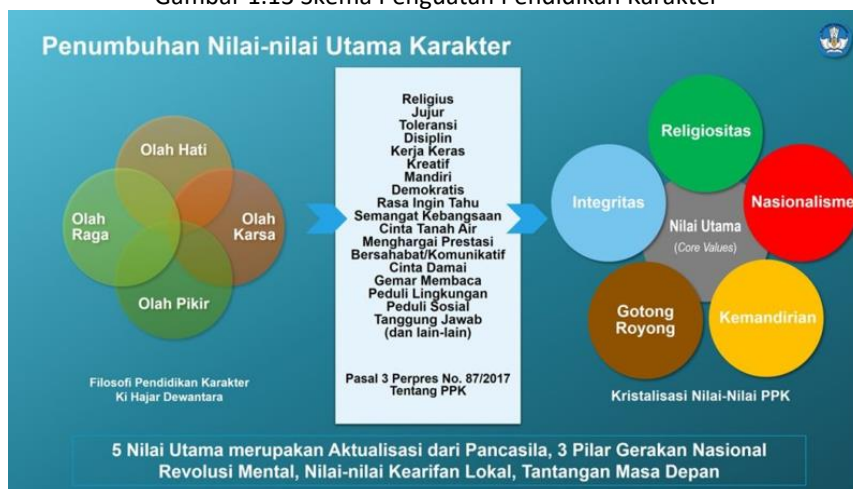 Gambar 1.13 Skema Penguatan Pendidikan Karakter
Penumbuhan Nilai-nilai Utama Karakter
Olah Hati
Olah
Raga
Olah
Karsa
Olah Pikir
Filosofi Pendidikan Karakter
Ki Hajar Dewantara
Religius
Jujur
Toleransi
Disiplin
Kerja Keras
Kreatif
Mandiri
Demokratis
Rasa Ingin Tahu
Semangat Kebangsaan
Cinta Tanah Air
Menghargai Prestasi
Bersahabat/Komunikatif
Cinta Damai
Gemar Membaca
Peduli Lingkungan
Peduli Sosial
Tanggung Jawab
(dan lain-lain)
Pasal 3 Perpres No. 87/2017
Tentang PPK
Religiositas
Integritas
Nasionalisme
Nilai Utama
(Core Values)
Gotong
Royong
Kemandirian
Kristalisasi Nilai-Nilai PPK
5 Nilai Utama merupakan Aktualisasi dari Pancasila, 3 Pilar Gerakan Nasional
Revolusi Mental, Nilai-nilai Kearifan Lokal, Tantangan Masa Depan